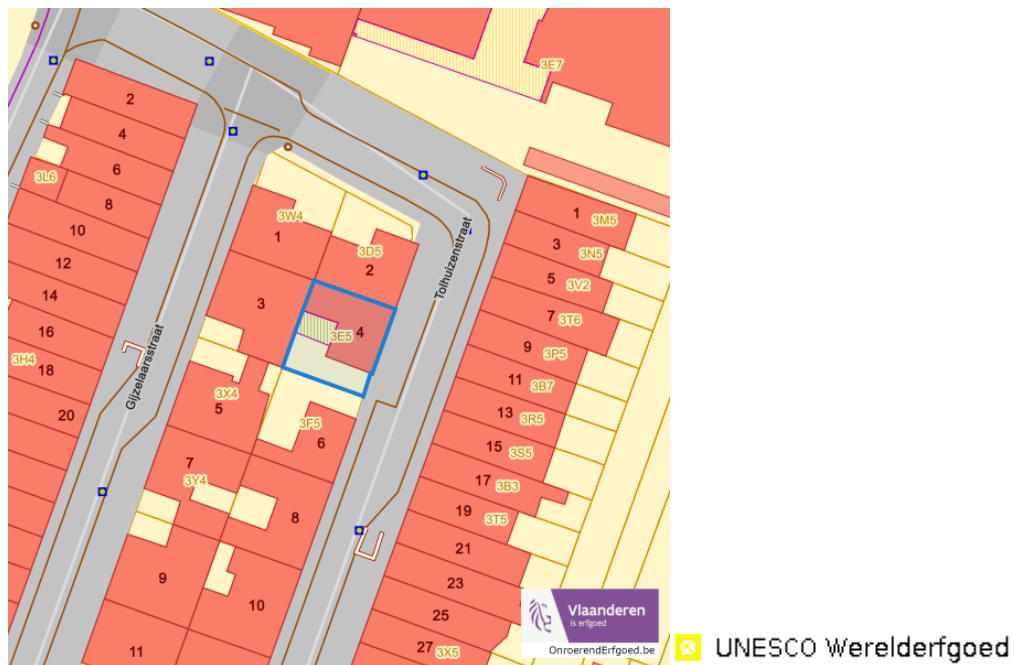 3E7
2
4
6
3L6
8
10
12
14
16
3H4
18
20
Gijzelaarsstraat
3W4
1
3D5
2
3
4
3E5
3X4
5
3F5
6
7
3Y4
8
9
10
11
Tolhuizenstraat
1
3M5
3
3N5
5
3V2
7
3T6
9
3P5
11
3B7
13
3R5
15
3S5
17
3B3
19
3T5
21
23
25
27
3X5
Vlaanderen
is erfgoed
OnroerendErfgoed.be
UNESCO Werelderfgoed